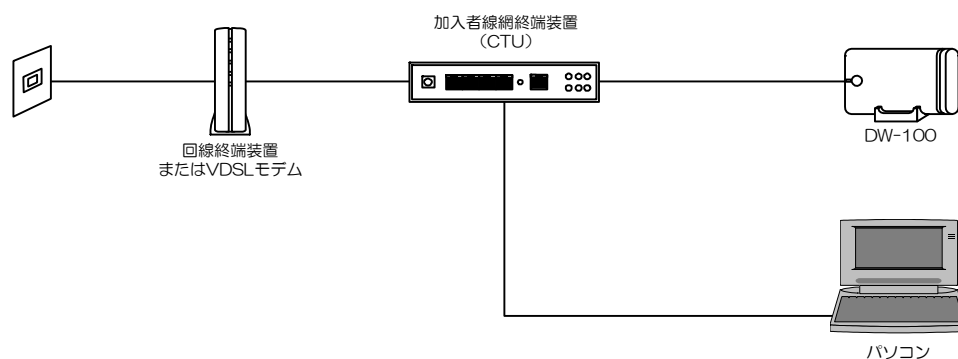 加入者線網終端装置
(CTU)
回線終端装置
またはVDSLモデム
DW-100
パソコン